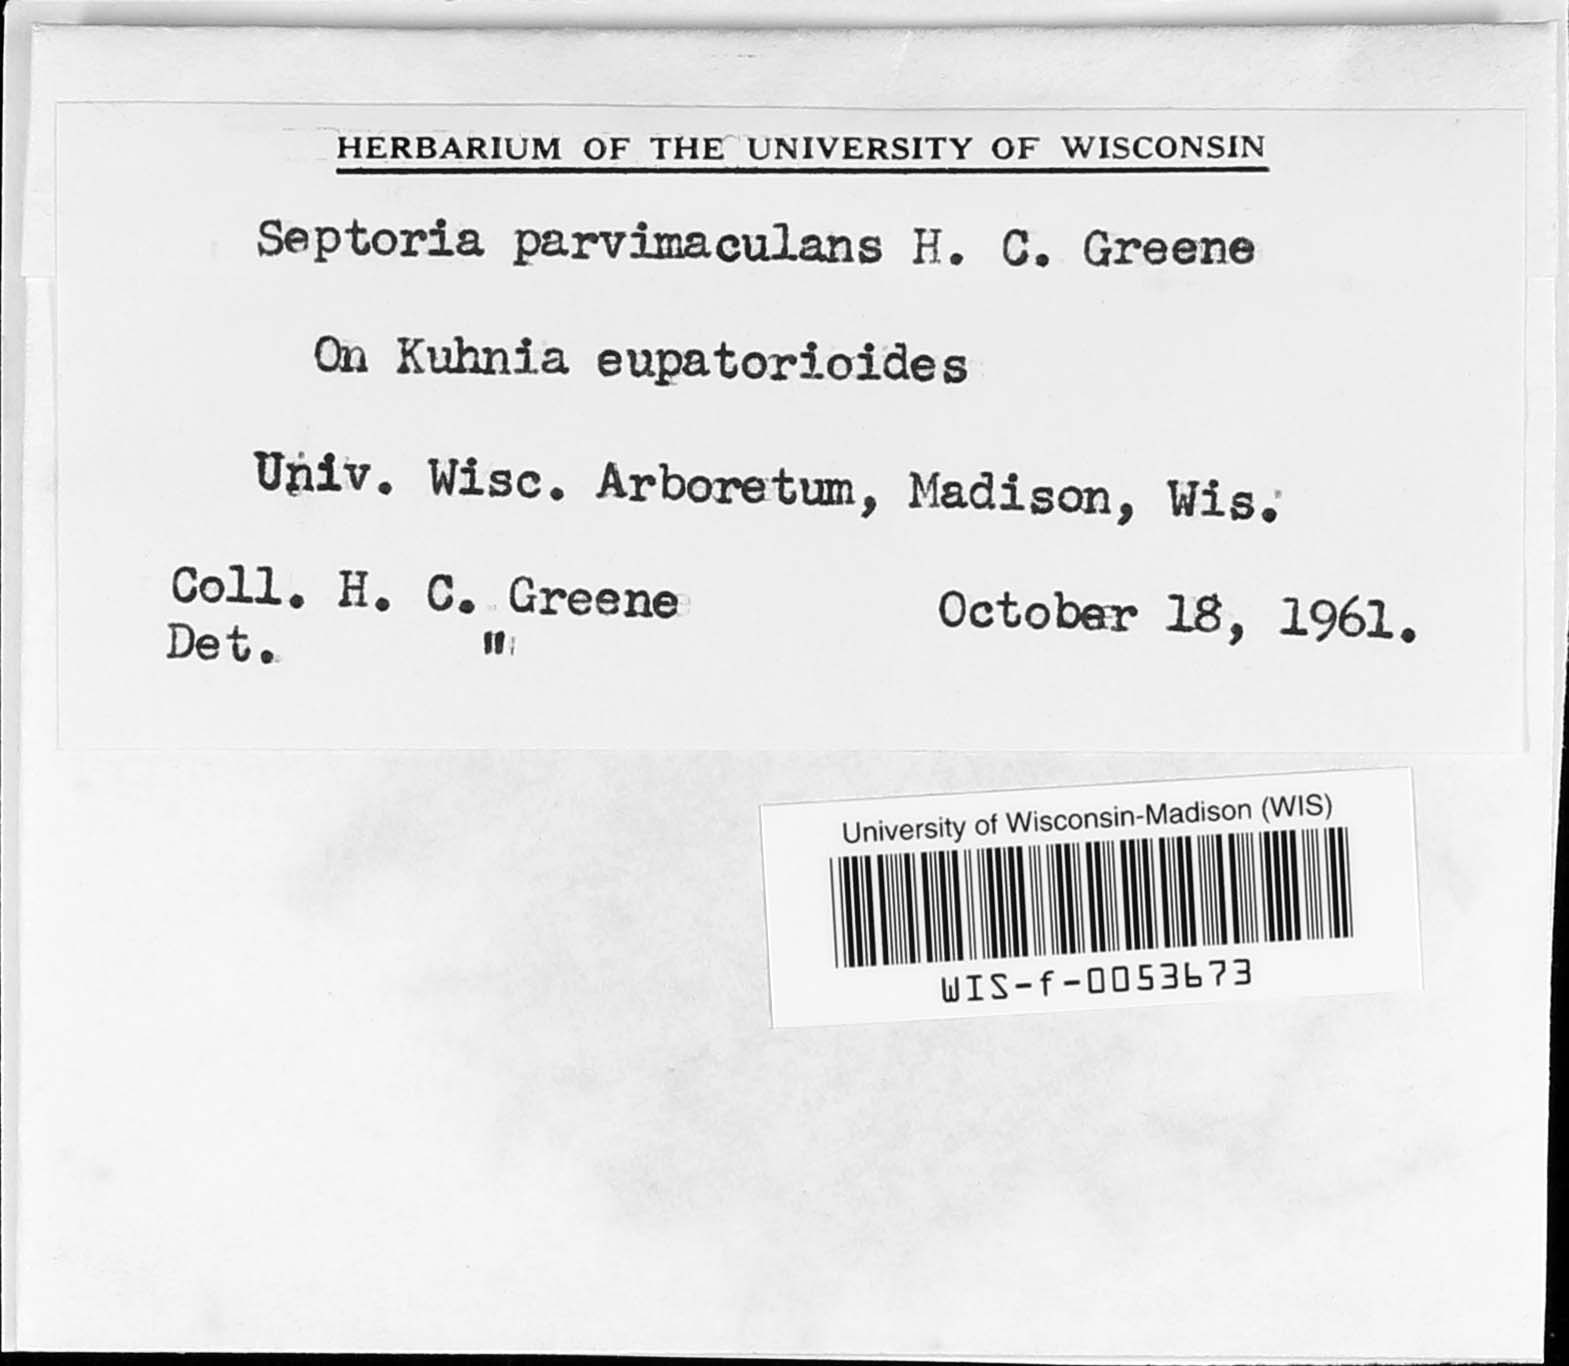 HERBARIUM OF THE UNIVERSITY OF WISCONSIN
Septoria parvimaculans H. C. Greene
On Kuhnia eupatorioides
Univ. Wisc. Arboretum, Madison, Wis.
Coll. H. C. Greene October 18, 1961.
Det. "
University of Wisconsin-Madison (WIS)
WIS-f-0053673